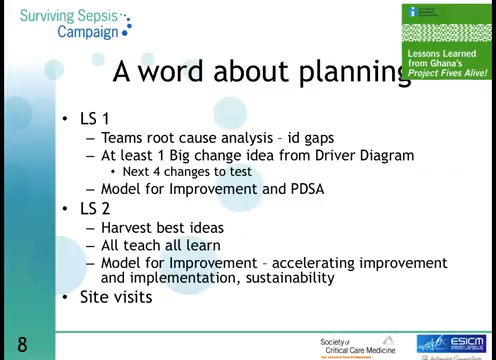 Surviving Sepsis
Campaign
Lessons Learned
from Ghana's
Project Fives Alive!
A word about planning
• LS 1
– Teams root cause analysis – id gaps
– At least 1 Big change idea from Driver Diagram
• Next 4 changes to test
– Model for Improvement and PDSA
• LS 2
– Harvest best ideas
– All teach all learn
– Model for Improvement – accelerating improvement
and implementation, sustainability
• Site visits
8
Society of
Critical Care Medicine
ESICM